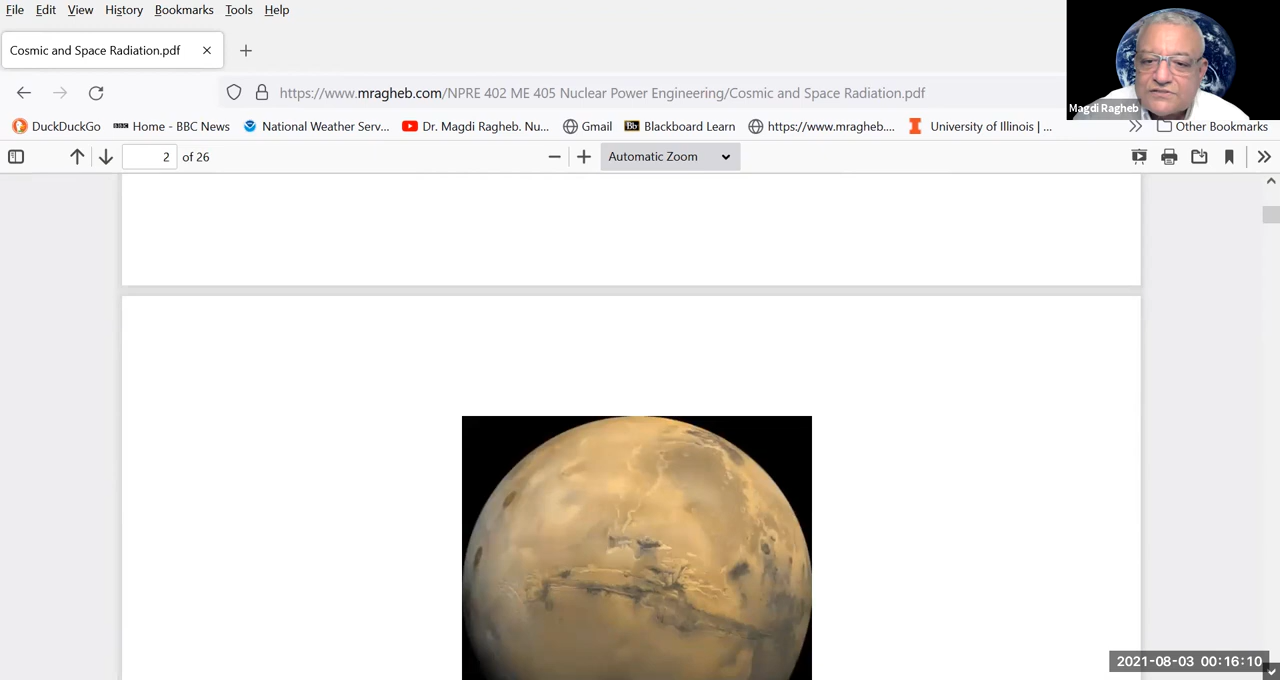 File Edit View History Bookmarks Tools Help
Cosmic and Space Radiation.pdf
https://www.mragheb.com/NPRE 402 ME 405 Nuclear Power Engineering/Cosmic and Space Radiation.pdf
Magdi Ragheb
DuckDuckGo BBC Home - BBC News National Weather Serv... Dr. Magdi Ragheb. Nu... Gmail Bb Blackboard Learn https://www.mragheb.... I University of Illinois | ... Other Bookmarks
2 of 26 Automatic Zoom
2021-08-03 00:16:10